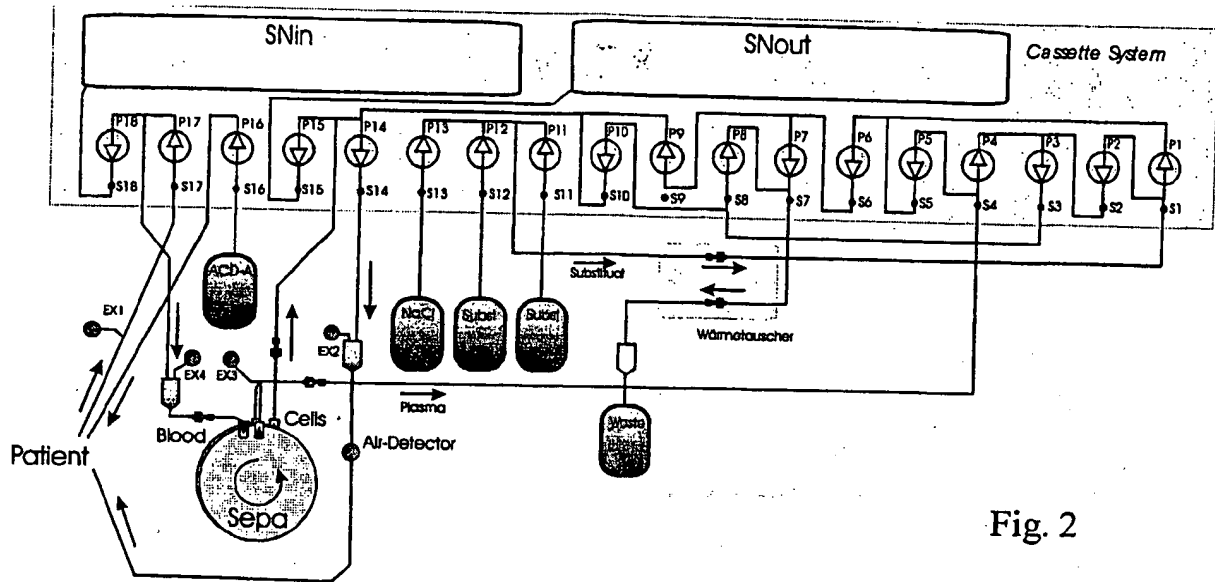 SNin
SNout
Cassette System
P18
P17
P16
P15
P14
P13
P12
P11
P10
P9
P8
P7
P6
P5
P4
P3
P2
P1
S18
S17
S16
S15
S14
S13
S12
S11
S10
S9
S8
S7
S6
S5
S4
S3
S2
S1
ACD-A
Substituat
EX1
NaCl
Subst
Subst
Wärmetauscher
EX2
EX4
EX3
Plasma
Blood
Cells
Waste
Air-Detector
Patient
Sepa
Fig. 2